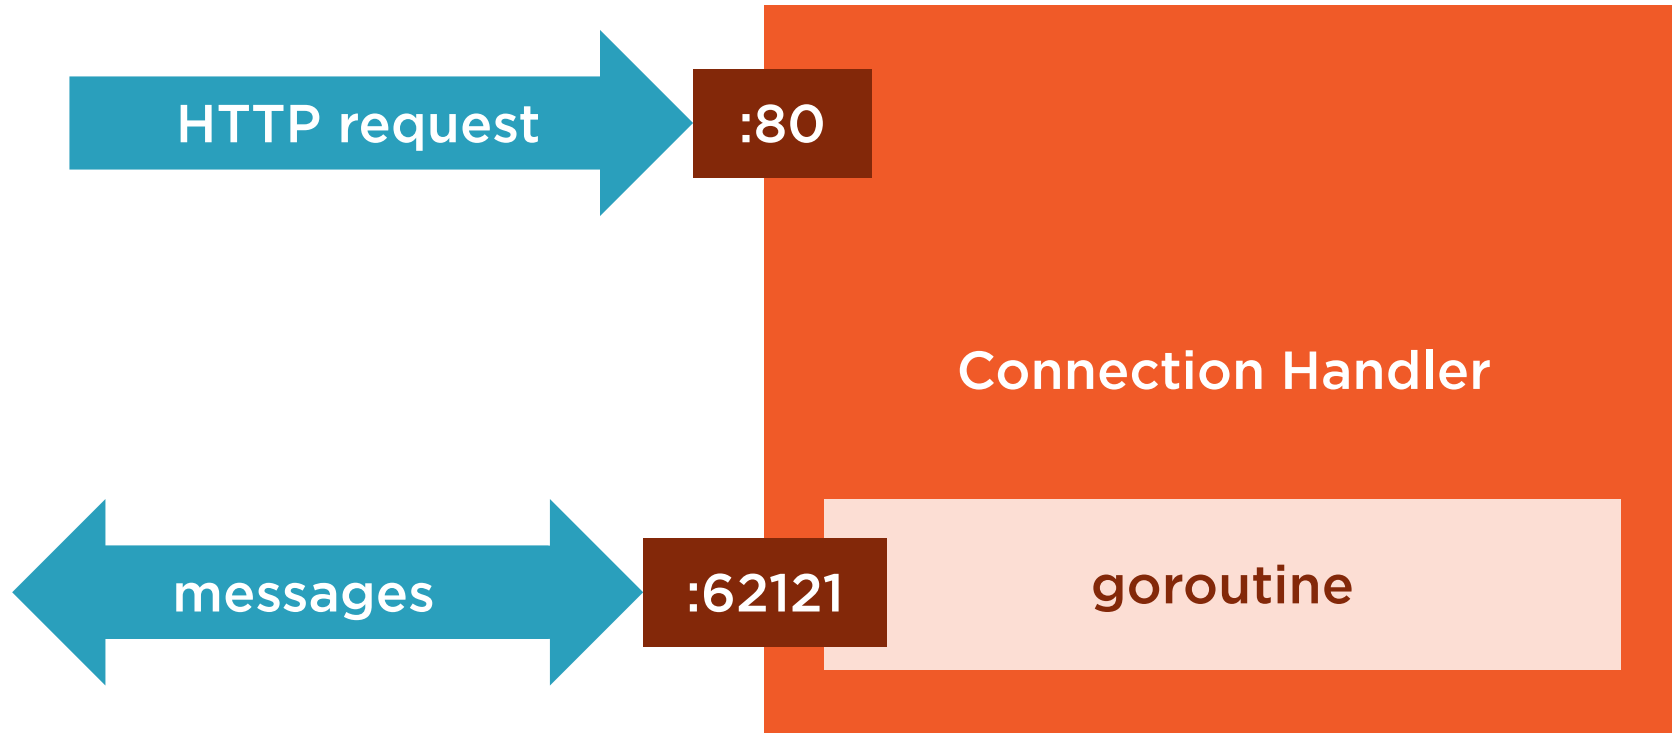 HTTP request
:80
Connection Handler
messages
:62121
goroutine